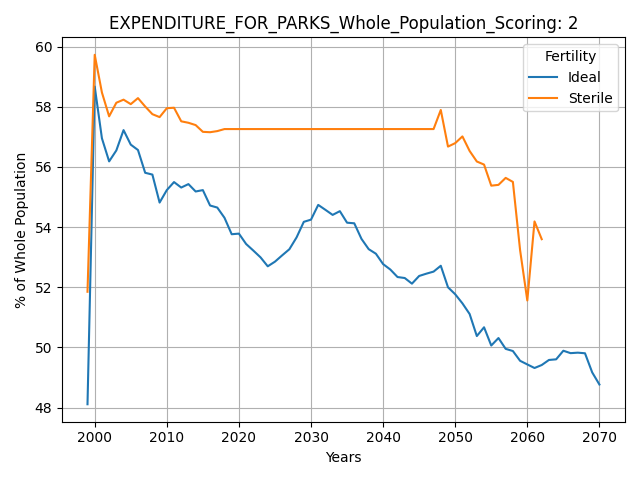 EXPENDITURE_FOR_PARKS_Whole_Population_Scoring: 2
Fertility
Ideal
Sterile
% of Whole Population
60
58
56
54
52
50
48
2000 2010 2020 2030 2040 2050 2060 2070
Years